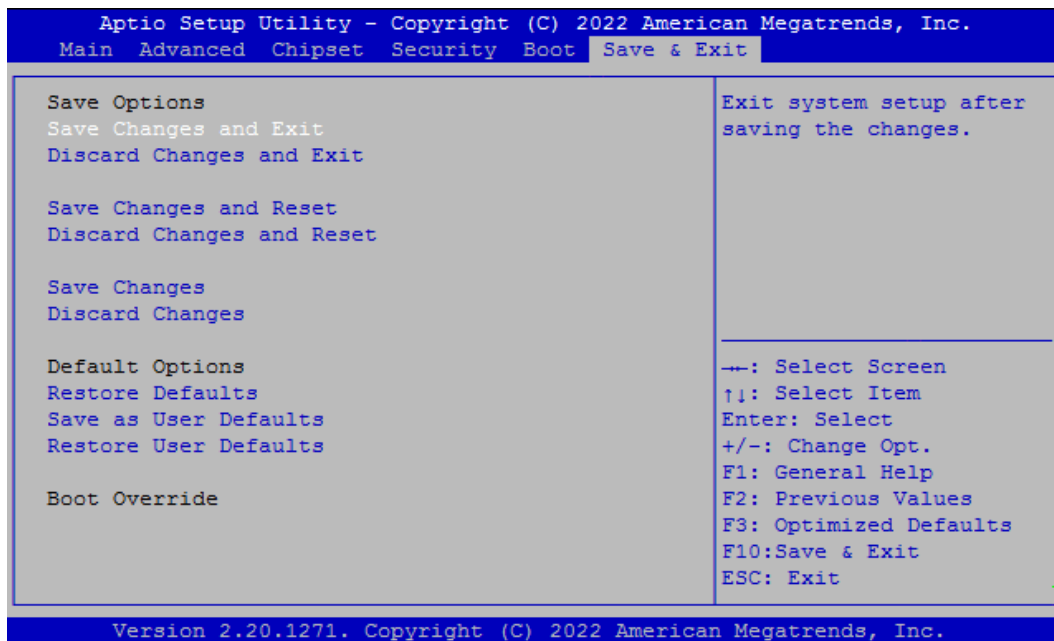 Aptio Setup Utility - Copyright (C) 2022 American Megatrends, Inc.
Main Advanced Chipset Security Boot Save & Exit
Save Options
Save Changes and Exit
Discard Changes and Exit
Save Changes and Reset
Discard Changes and Reset
Save Changes
Discard Changes
Default Options
Restore Defaults
Save as User Defaults
Restore User Defaults
Boot Override
Exit system setup after
saving the changes.
→←: Select Screen
↑↓: Select Item
Enter: Select
+/-: Change Opt.
F1: General Help
F2: Previous Values
F3: Optimized Defaults
F10:Save & Exit
ESC: Exit
Version 2.20.1271. Copyright (C) 2022 American Megatrends, Inc.